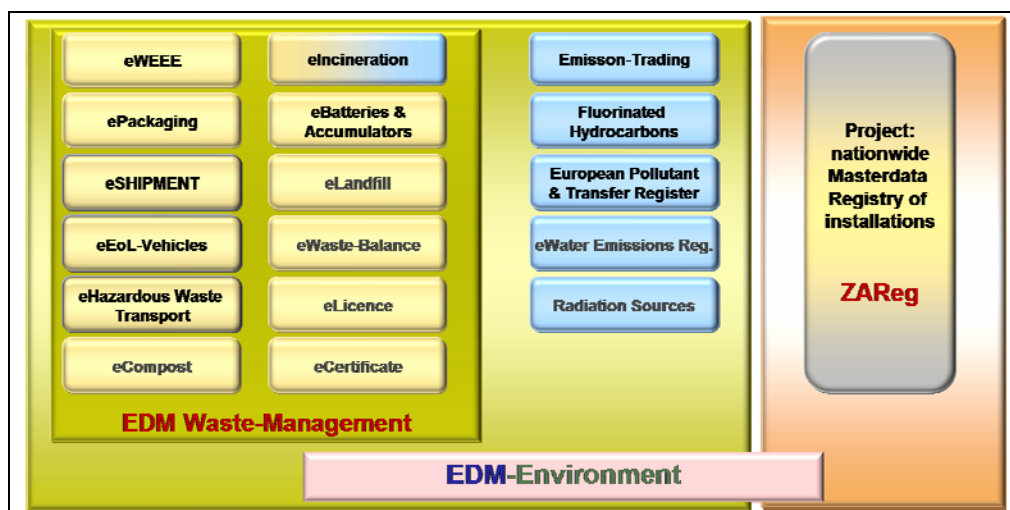 eWEEE
ePackaging
eSHIPMENT
eEoL-Vehicles
eHazardous Waste
Transport
eCompost
eIncineration
eBatteries &
Accumulators
eLandfill
eWaste-Balance
eLicence
eCertificate
EDM Waste-Management
Emisson-Trading
Fluorinated
Hydrocarbons
European Pollutant
& Transfer Register
eWater Emissions Reg.
Radiation Sources
EDM-Environment
Project:
nationwide
Masterdata
Registry of
installations
ZAReg